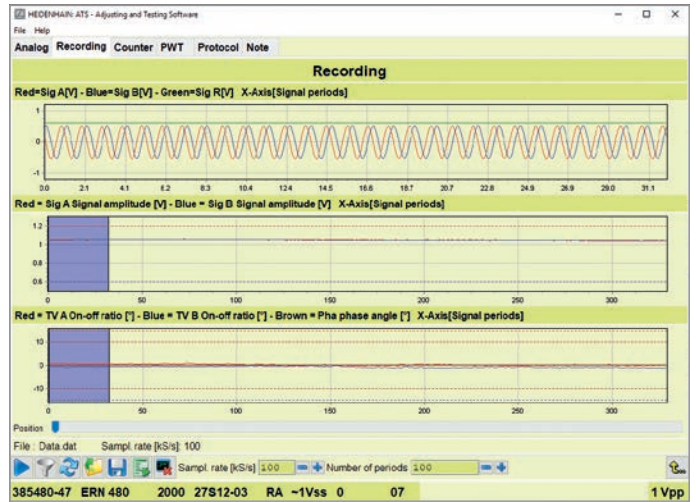 HEIDENHAIN: ATS - Adjusting and Testing Software
File Help
Analog Recording Counter PWT Protocol Note
Recording
Red=Sig A[V] - Blue=Sig B[V] - Green=Sig R[V] X-Axis[Signal periods]
1
0
-1
0.0 2.1 4.1 6.2 8.3 10.4 12.4 14.5 16.6 18.7 20.7 22.8 24.9 26.9 29.0 31.1
Red = Sig A Signal amplitude [V] - Blue = Sig B Signal amplitude [V] X-Axis[Signal periods]
1.2
1
0.8
0.6
0 50 100 150 200 250 300
Red = TV A On-off ratio [°] - Blue = TV B On-off ratio [°] - Brown = Pha phase angle [°] X-Axis[Signal periods]
10
0
-10
0 50 100 150 200 250 300
Position
File : Data.dat Sampl. rate [kS/s]: 100
Sampl. rate [kS/s] 100 Number of periods 100
385480-47 ERN 480 2000 27S12-03 RA ~1Vss 0 07 1 Vpp